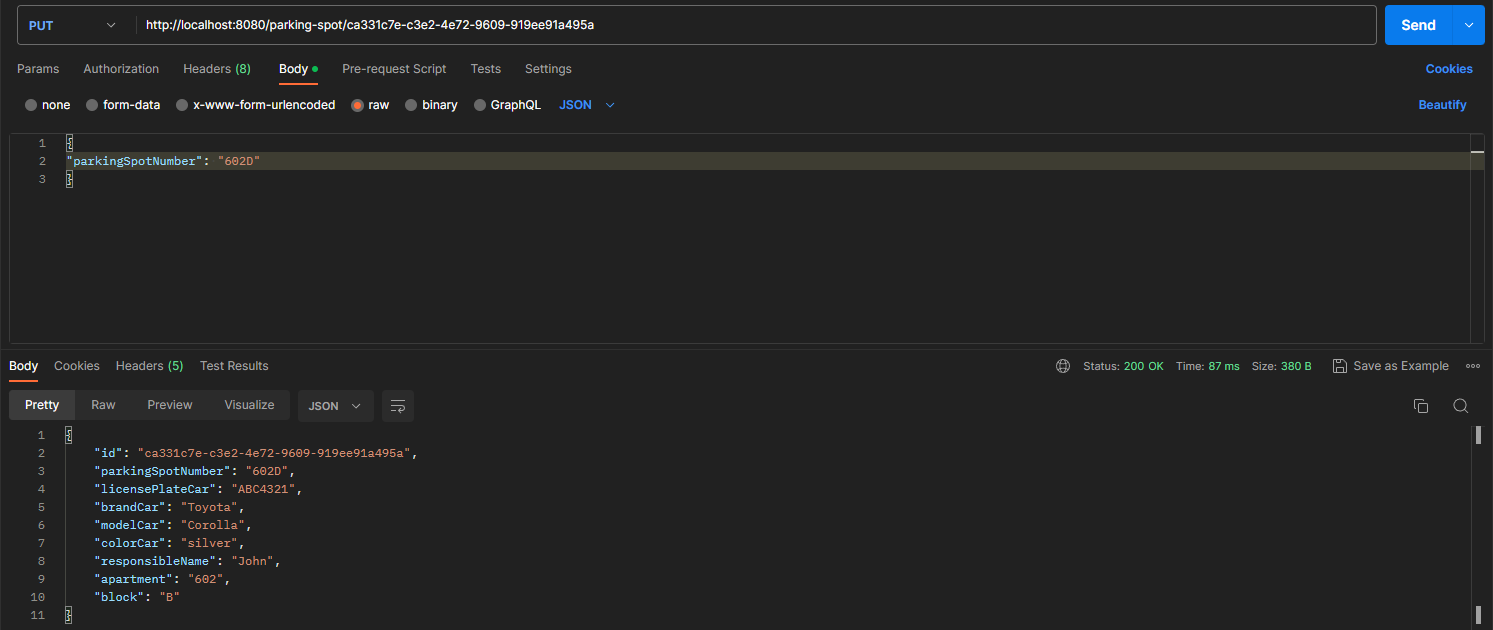 PUT http://localhost:8080/parking-spot/ca331c7e-c3e2-4e72-9609-919ee91a495a Send
Params Authorization Headers (8) Body Pre-request Script Tests Settings Cookies
none form-data x-www-form-urlencoded raw binary GraphQL JSON Beautify
1 {
2 "parkingSpotNumber": "602D"
3 }
Body Cookies Headers (5) Test Results Status: 200 OK Time: 87 ms Size: 380 B Save as Example
Pretty Raw Preview Visualize JSON
1 {
2 "id": "ca331c7e-c3e2-4e72-9609-919ee91a495a",
3 "parkingSpotNumber": "602D",
4 "licensePlateCar": "ABC4321",
5 "brandCar": "Toyota",
6 "modelCar": "Corolla",
7 "colorCar": "silver",
8 "responsibleName": "John",
9 "apartment": "602",
10 "block": "B"
11 }